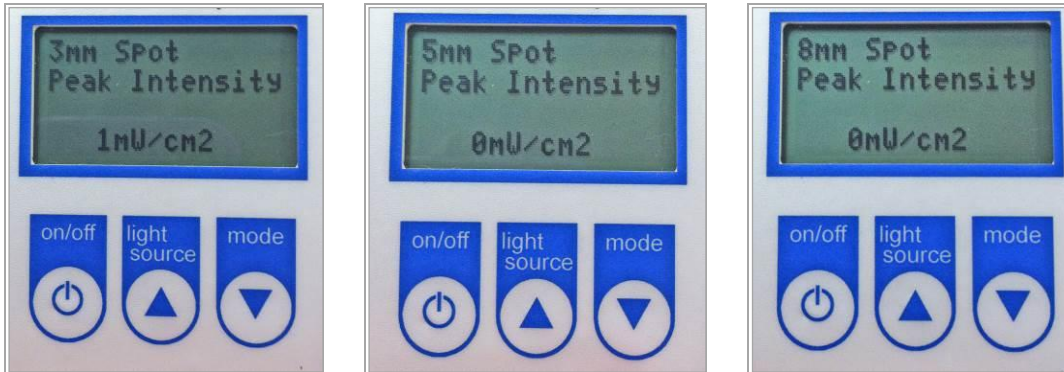 3mm Spot
Peak Intensity
1mW/cm2
on/off
light
source
mode
5mm Spot
Peak Intensity
0mW/cm2
on/off
light
source
mode
8mm Spot
Peak Intensity
0mW/cm2
on/off
light
source
mode